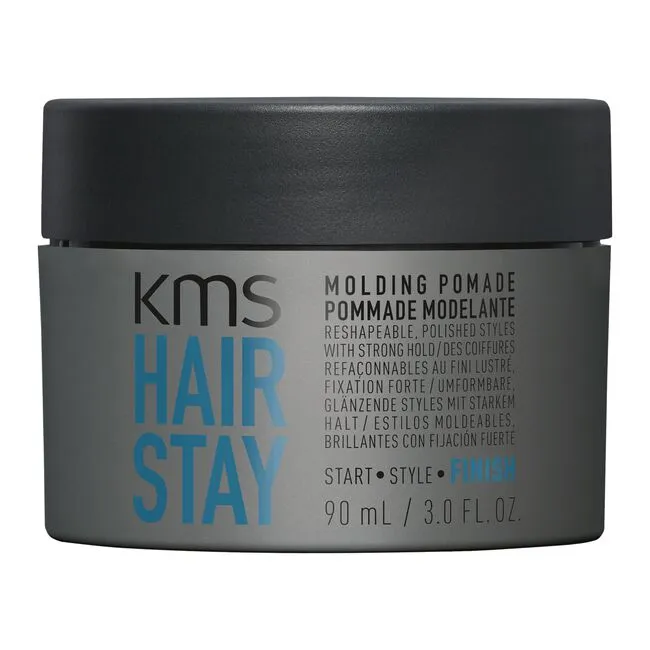 kms
HAIR
STAY
MOLDING POMADE
POMMADE MODELANTE
RESHAPEABLE, POLISHED STYLES
WITH STRONG HOLD/DES COIFFURES
REFAÇONNABLES AU FINI LUSTRÉ,
FIXATION FORTE / UMFORMBARE,
GLÄNZENDE STYLES MIT STARKEM
HALT / ESTILOS MOLDEABLES,
BRILLANTES CON FIJACIÓN FUERTE
START • STYLE • FINISH
90 mL / 3.0 FL.OZ.